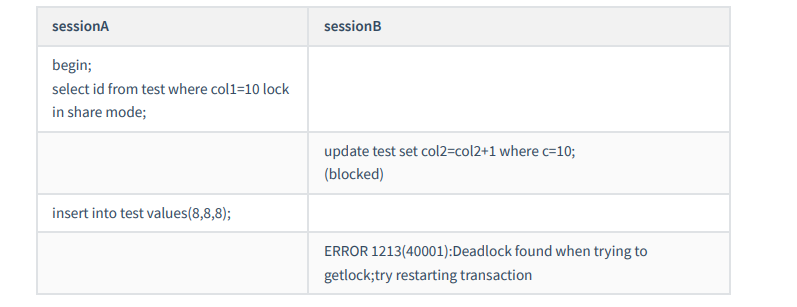 sessionA
sessionB
begin;
select id from test where col1=10 lock
in share mode;
update test set col2=col2+1 where c=10;
(blocked)
insert into test values(8,8,8);
ERROR 1213(40001):Deadlock found when trying to
getlock;try restarting transaction